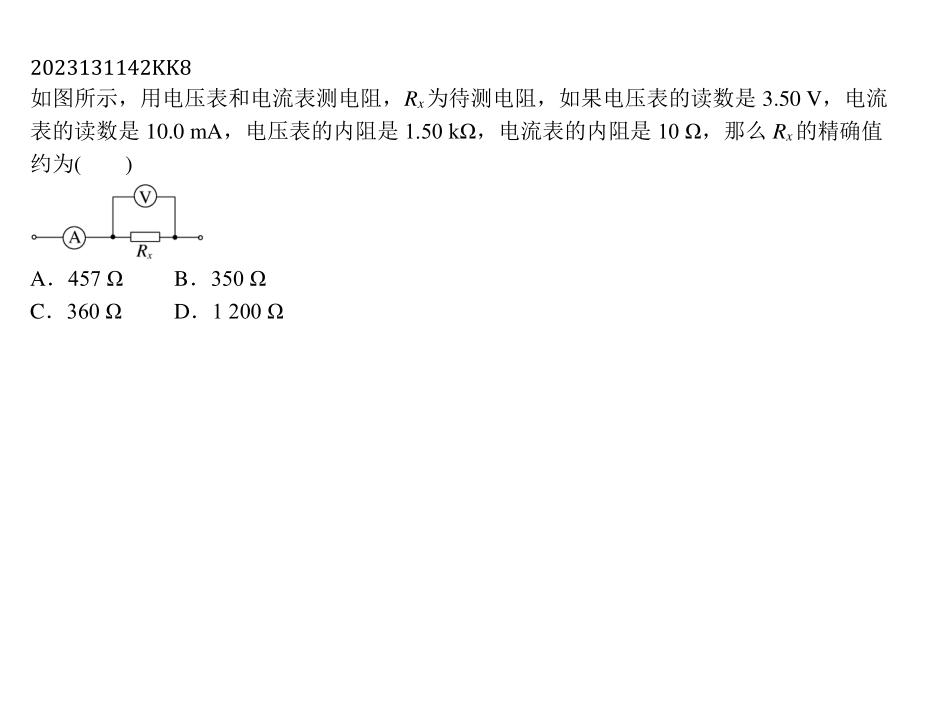 2023131142KK8
如图所示，用电压表和电流表测电阻，Rx 为待测电阻，如果电压表的读数是 3.50 V，电流
表的读数是 10.0 mA，电压表的内阻是 1.50 kΩ，电流表的内阻是 10 Ω，那么 Rx 的精确值
约为(　　)
V
A
Rx
A．457 Ω　　B．350 Ω
C．360 Ω　　D．1 200 Ω